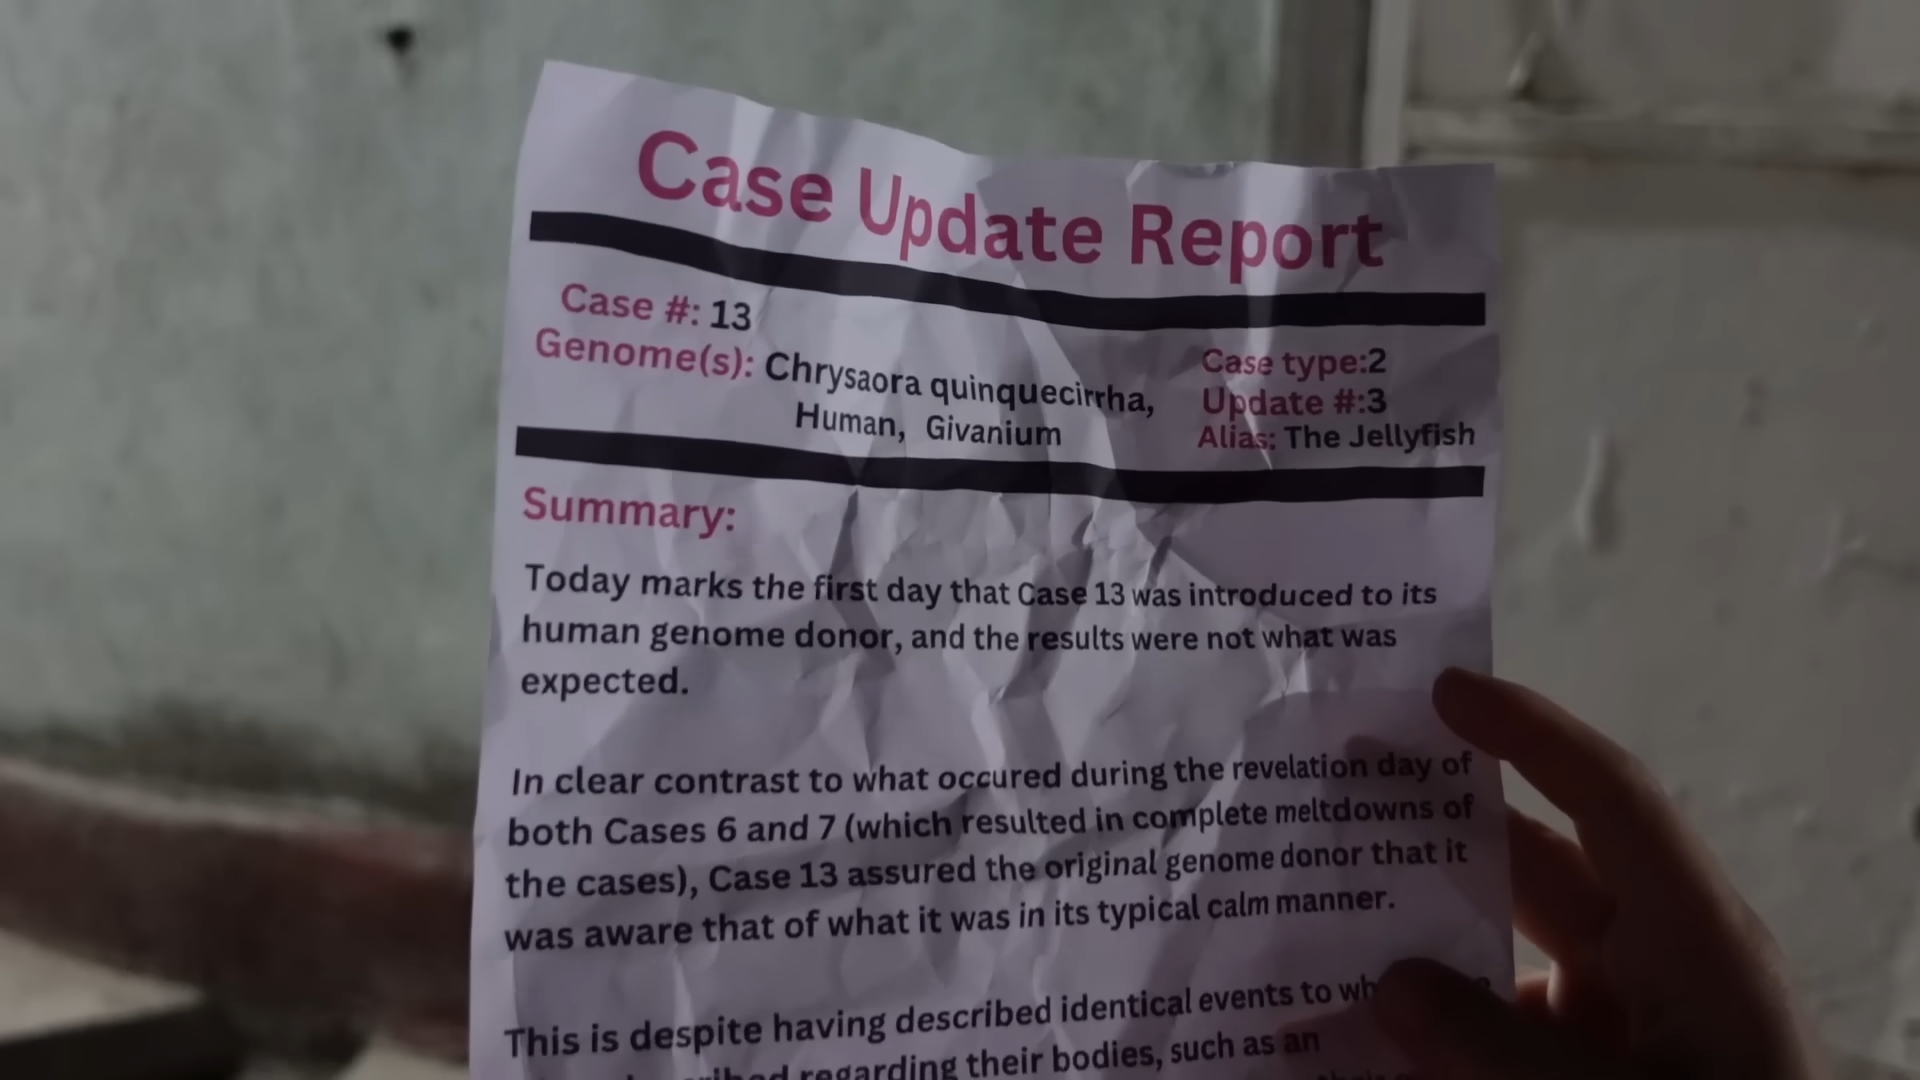 Case Update Report
Case #: 13
Genome(s): Chrysaora quinquecirrha,
Human, Givanium
Case type:2
Update #:3
Alias: The Jellyfish
Summary:
Today marks the first day that Case 13 was introduced to its
human genome donor, and the results were not what was
expected.
In clear contrast to what occured during the revelation day of
both Cases 6 and 7 (which resulted in complete meltdowns of
the cases), Case 13 assured the original genome donor that it
was aware that of what it was in its typical calm manner.
This is despite having described identical events to
regarding their bodies, such as an